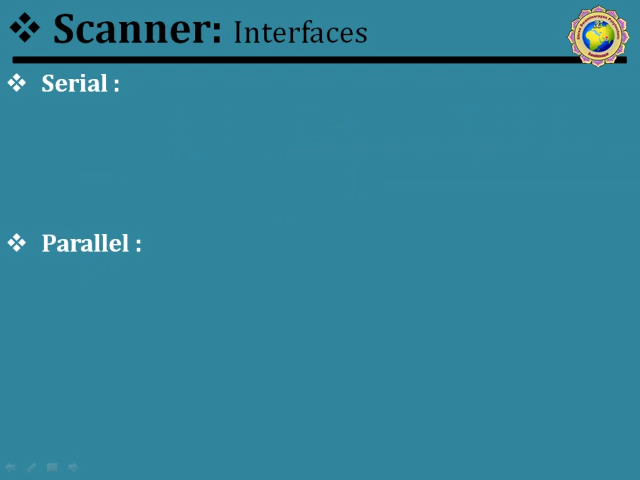 ❖ Scanner: Interfaces
❖ Serial :
❖ Parallel :